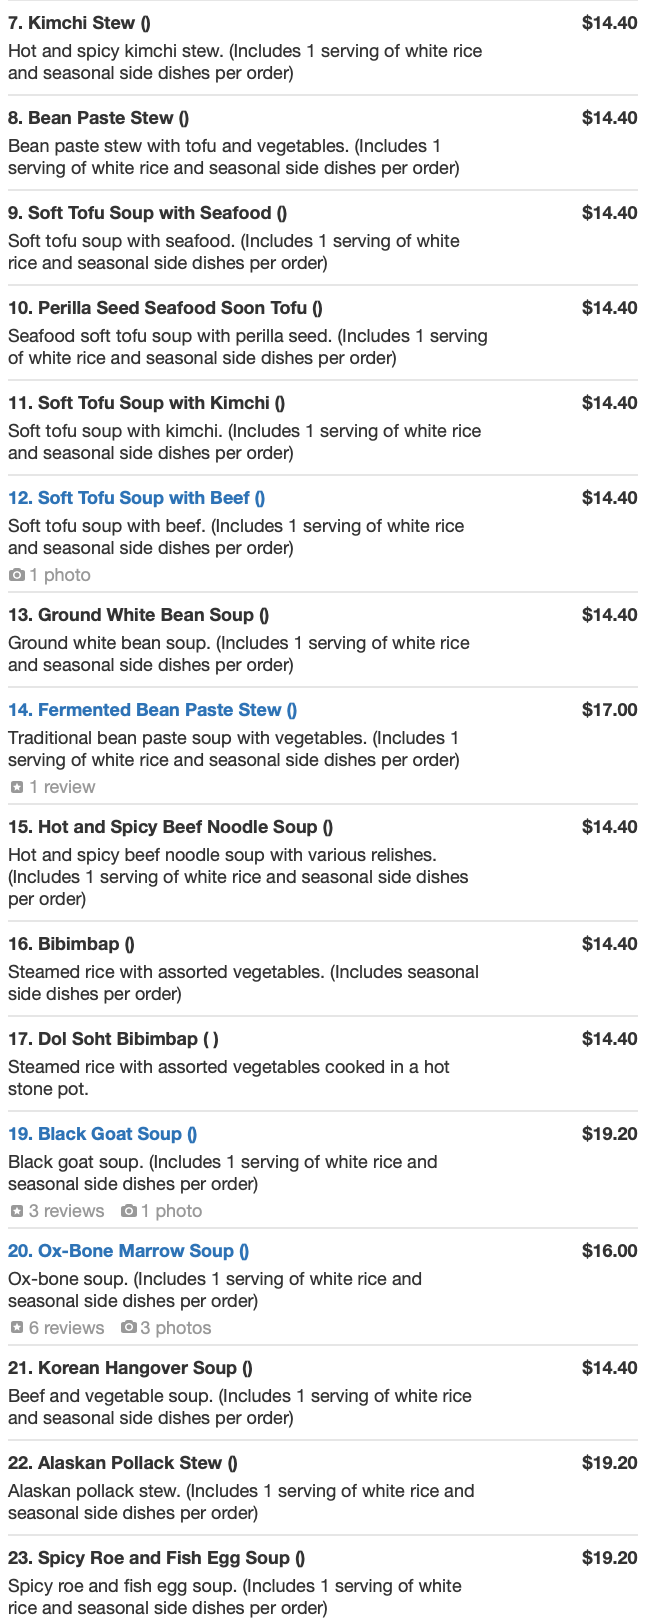 7. Kimchi Stew () $14.40
Hot and spicy kimchi stew. (Includes 1 serving of white rice
and seasonal side dishes per order)
8. Bean Paste Stew () $14.40
Bean paste stew with tofu and vegetables. (Includes 1
serving of white rice and seasonal side dishes per order)
9. Soft Tofu Soup with Seafood () $14.40
Soft tofu soup with seafood. (Includes 1 serving of white
rice and seasonal side dishes per order)
10. Perilla Seed Seafood Soon Tofu () $14.40
Seafood soft tofu soup with perilla seed. (Includes 1 serving
of white rice and seasonal side dishes per order)
11. Soft Tofu Soup with Kimchi () $14.40
Soft tofu soup with kimchi. (Includes 1 serving of white rice
and seasonal side dishes per order)
12. Soft Tofu Soup with Beef () $14.40
Soft tofu soup with beef. (Includes 1 serving of white rice
and seasonal side dishes per order)
1 photo
13. Ground White Bean Soup () $14.40
Ground white bean soup. (Includes 1 serving of white rice
and seasonal side dishes per order)
14. Fermented Bean Paste Stew () $17.00
Traditional bean paste soup with vegetables. (Includes 1
serving of white rice and seasonal side dishes per order)
1 review
15. Hot and Spicy Beef Noodle Soup () $14.40
Hot and spicy beef noodle soup with various relishes.
(Includes 1 serving of white rice and seasonal side dishes
per order)
16. Bibimbap () $14.40
Steamed rice with assorted vegetables. (Includes seasonal
side dishes per order)
17. Dol Soht Bibimbap ( ) $14.40
Steamed rice with assorted vegetables cooked in a hot
stone pot.
19. Black Goat Soup () $19.20
Black goat soup. (Includes 1 serving of white rice and
seasonal side dishes per order)
3 reviews 1 photo
20. Ox-Bone Marrow Soup () $16.00
Ox-bone soup. (Includes 1 serving of white rice and
seasonal side dishes per order)
6 reviews 3 photos
21. Korean Hangover Soup () $14.40
Beef and vegetable soup. (Includes 1 serving of white rice
and seasonal side dishes per order)
22. Alaskan Pollack Stew () $19.20
Alaskan pollack stew. (Includes 1 serving of white rice and
seasonal side dishes per order)
23. Spicy Roe and Fish Egg Soup () $19.20
Spicy roe and fish egg soup. (Includes 1 serving of white
rice and seasonal side dishes per order)